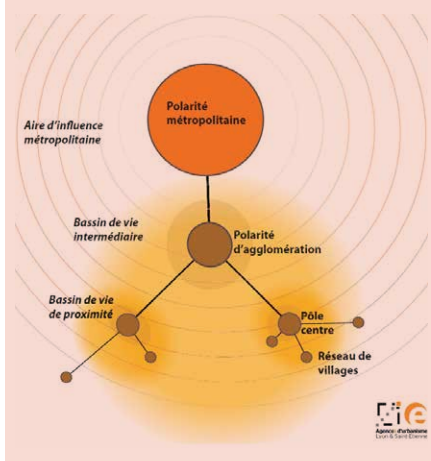 Polarité
métropolitaine
Aire d'influence
métropolitaine
Bassin de vie
intermédiaire
Polarité
d'agglomération
Bassin de vie
de proximité
Pôle
centre
Réseau de
villages
Agence d'urbanisme
Lyon & Saint-Etienne